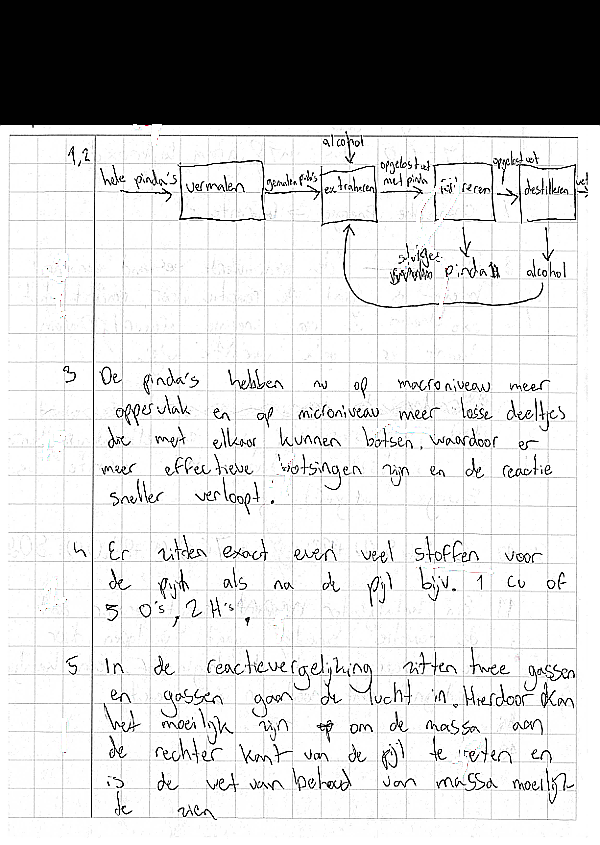 1,2
alcohol
hele pinda's
vermalen
gemalen pinda's
extraheren
opgelost vet
met pinda
opgelost vet
destilleren
vet
stukjes
pinda
alcohol
3 De pinda's hebben nu op macroniveau meer
oppervlak en op microniveau meer losse deeltjes
die met elkaar kunnen botsen, waardoor er
meer effectieve botsingen zijn en de reactie
sneller verloopt.
4 Er zitden exact even veel stoffen voor
de pijl als na de pijl bijv. 1 Cu of
5 O's, 2 H's.
5 In de reactievergelijking zitten twee gassen
en gassen gaan de lucht in. Hierdoor kan
het moeilijk zijn om de massa aan
de rechter kant van de pijl te meten en
is de wet van behoud van massa moeilijk
te zien